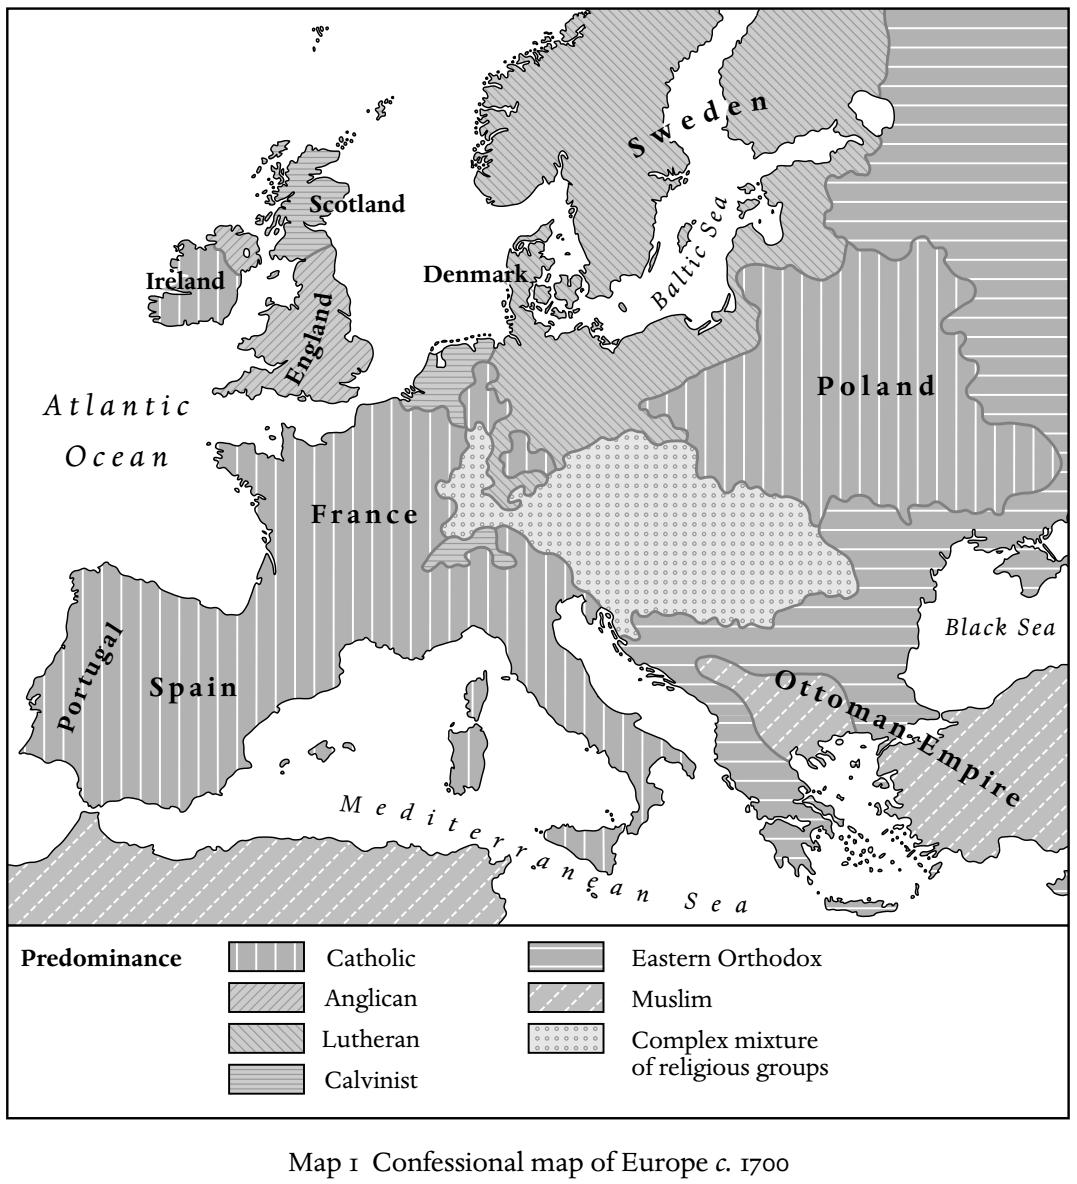 Sweden
Scotland
Ireland
Denmark
Baltic Sea
England
Poland
Atlantic
Ocean
France
Black Sea
Portugal
Spain
Ottoman Empire
Mediterranean Sea
Predominance
Catholic
Anglican
Lutheran
Calvinist
Eastern Orthodox
Muslim
Complex mixture
of religious groups
Map 1 Confessional map of Europe c. 1700